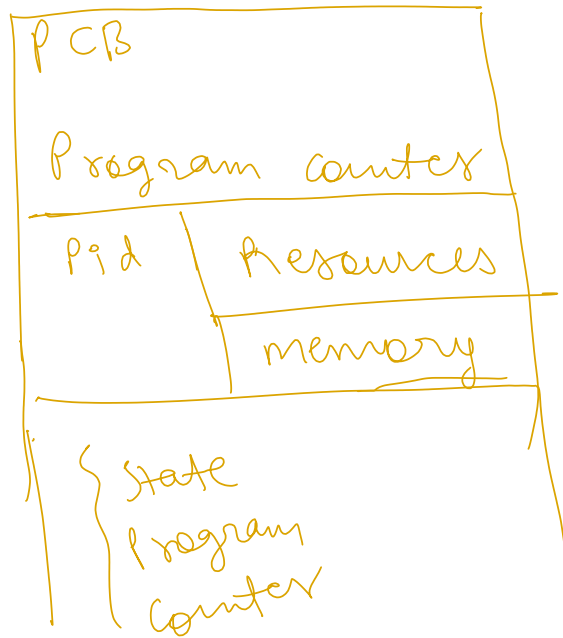 PCB
Program counter
Pid
Resources
memory
State
Program
Counter